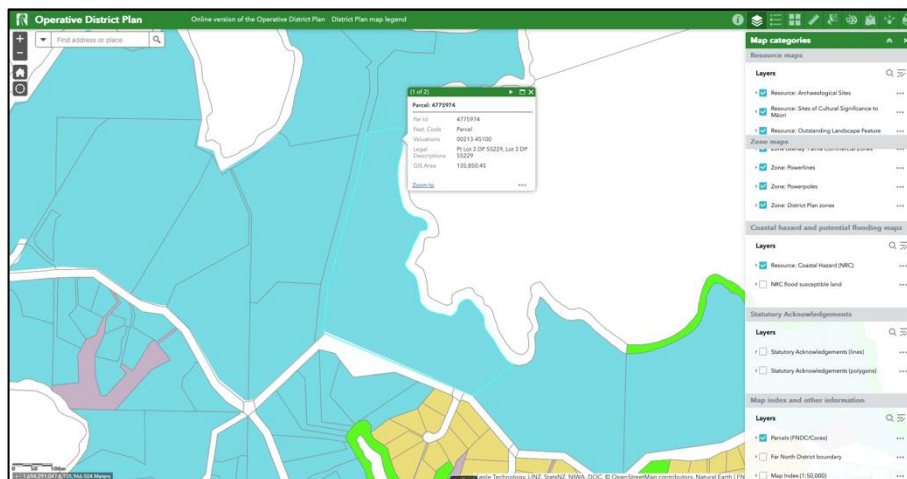 Operative District Plan
Online version of the Operative District Plan District Plan map legend
Find address or place
(1 of 2)
Parcel: 4775974
Par Id 4775974
Feat. Code Parcel
Valuations 00213-45100
Legal Descriptions Pt Lot 3 DP 55229, Lot 3 DP 55229
GIS Area 135,850.45
Zoom to
Map categories
Resource maps
Layers
Resource: Archaeological Sites
Resource: Sites of Cultural Significance to
Māori
Resource: Outstanding Landscape Feature
Zone maps
Zone: Powerlines
Zone: Powerpoles
Zone: District Plan zones
Coastal hazard and potential flooding maps
Layers
Resource: Coastal Hazard (NRC)
NRC flood susceptible land
Statutory Acknowledgements
Layers
Statutory Acknowledgements (lines)
Statutory Acknowledgements (polygons)
Map index and other information
Layers
Parcels (FNDC/Corax)
Far North District boundary
Map Index (1:50,000)
0 50 100m
Eagle Technology, LINZ, StatsNZ, NIWA, DOC, © OpenStreetMap contributors, Natural Earth | FN